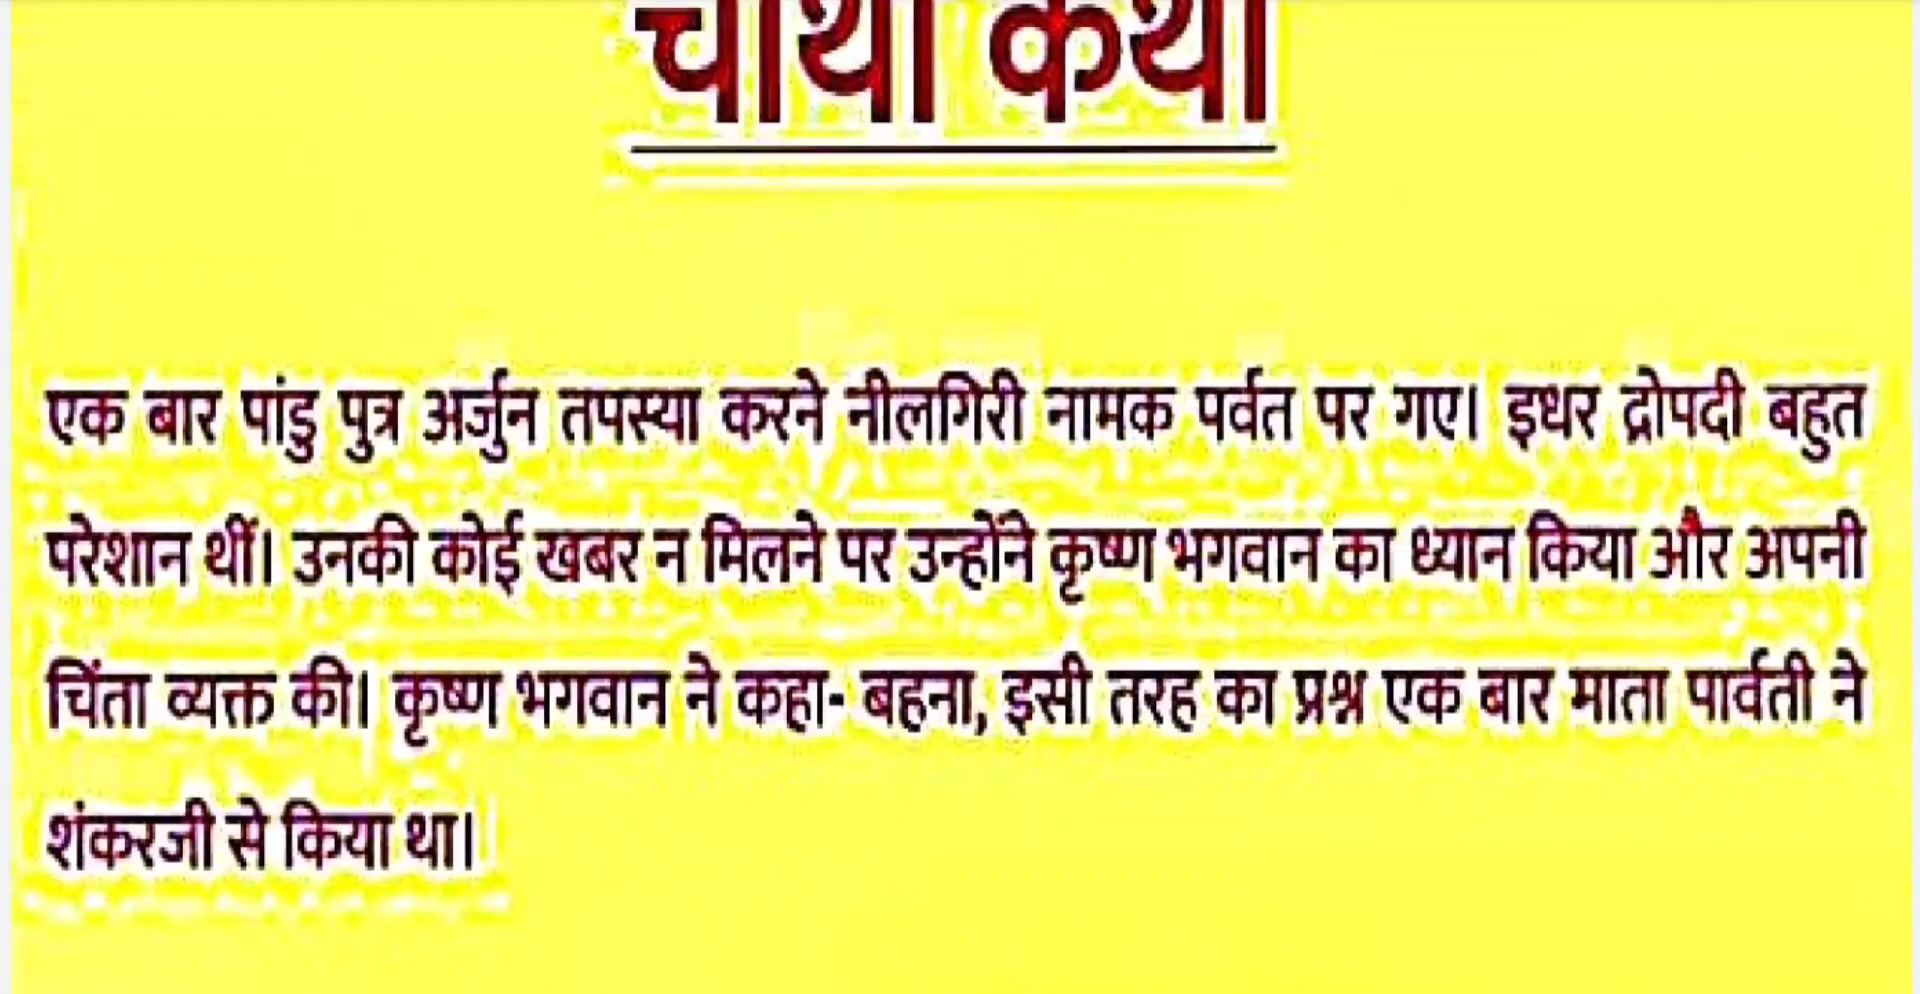 चौथी कथा
एक बार पांडु पुत्र अर्जुन तपस्या करने नीलगिरी नामक पर्वत पर गए। इधर द्रोपदी बहुत
परेशान थीं। उनकी कोई खबर न मिलने पर उन्होंने कृष्ण भगवान का ध्यान किया और अपनी
चिंता व्यक्त की। कृष्ण भगवान ने कहा- बहना, इसी तरह का प्रश्न एक बार माता पार्वती ने
शंकरजी से किया था।